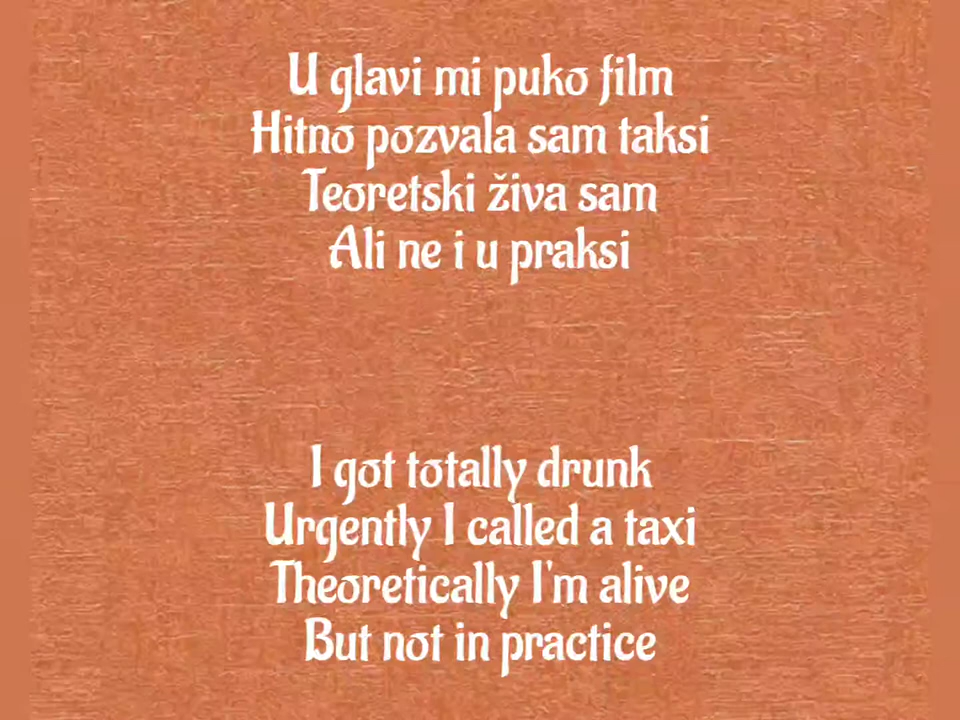 U glavi mi puko film
Hitno pozvala sam taksi
Teoretski živa sam
Ali ne i u praksi
I got totally drunk
Urgently I called a taxi
Theoretically I'm alive
But not in practice